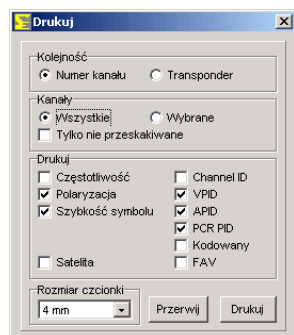 Drukuj
Kolejność
Numer kanału Transponder
Kanały
Wszystkie Wybrane
Tylko nie przeskakiwane
Drukuj
Częstotliwość Channel ID
Polaryzacja VPID
Szybkość symbolu APID
PCR PID
Kodowany
Satelita FAV
Rozmiar czcionki
4 mm Przerwij Drukuj